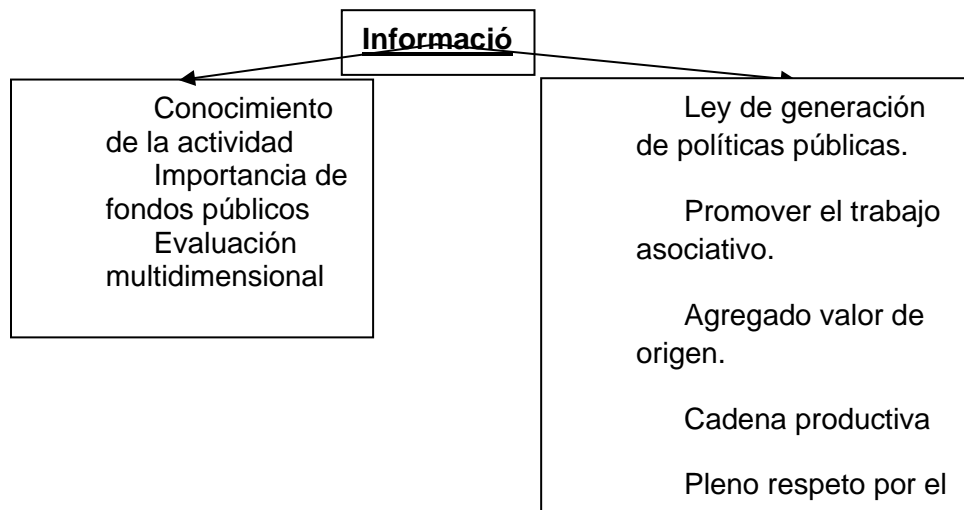 Informació
Conocimiento
de la actividad
Importancia de
fondos públicos
Evaluación
multidimensional
Ley de generación
de políticas públicas.
Promover el trabajo
asociativo.
Agregado valor de
origen.
Cadena productiva
Pleno respeto por el